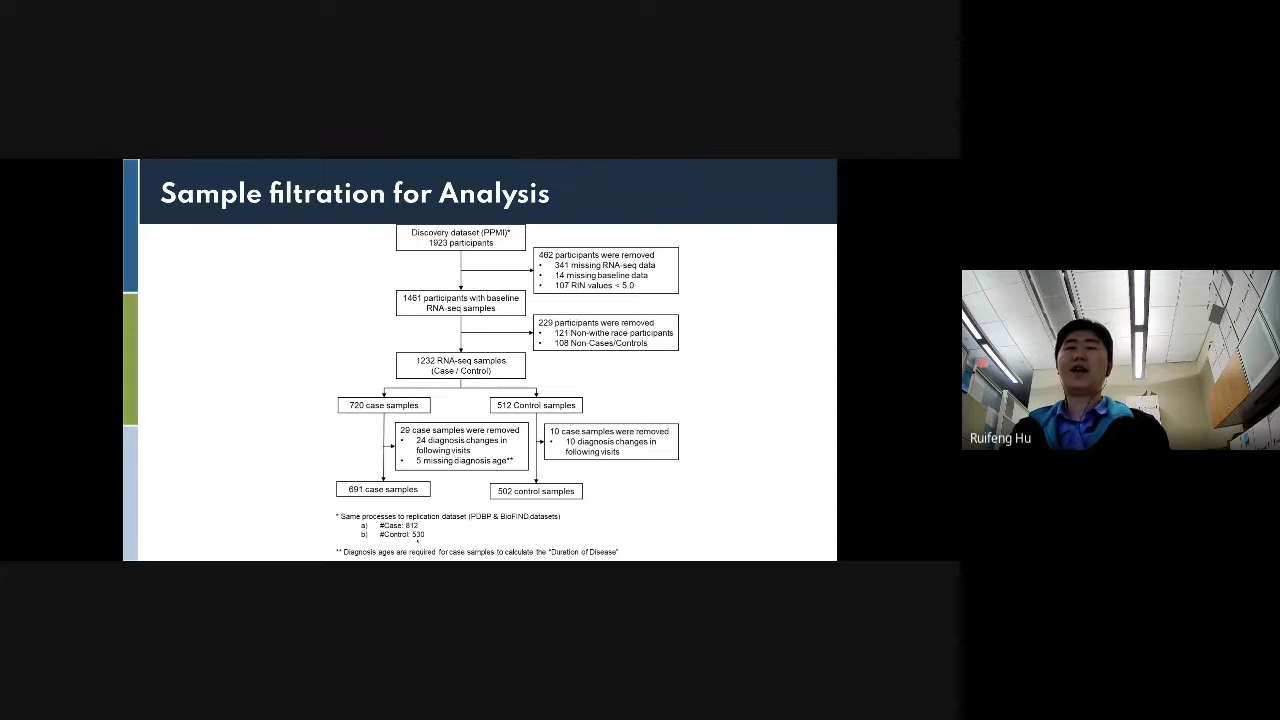 Sample filtration for Analysis
Discovery dataset (PPMI)*
1923 participants
462 participants were removed
• 341 missing RNA-seq data
• 14 missing baseline data
• 107 RIN values < 5.0
1461 participants with baseline
RNA-seq samples
229 participants were removed
• 121 Non-withe race participants
• 108 Non-Cases/Controls
1232 RNA-seq samples
(Case / Control)
720 case samples
512 Control samples
29 case samples were removed
• 24 diagnosis changes in
following visits
• 5 missing diagnosis age**
10 case samples were removed
• 10 diagnosis changes in
following visits
691 case samples
502 control samples
* Same processes to replication dataset (PDBP & BioFIND datasets)
a) #Case: 812
b) #Control: 530
** Diagnosis ages are required for case samples to calculate the "Duration of Disease"
Ruifeng Hu